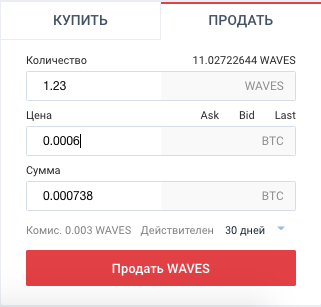 КУПИТЬ ПРОДАТЬ
Количество 11.02722644 WAVES
1.23 WAVES
Цена Ask Bid Last
0.0006 BTC
Сумма
0.000738 BTC
Комис. 0.003 WAVES Действителен 30 дней
Продать WAVES